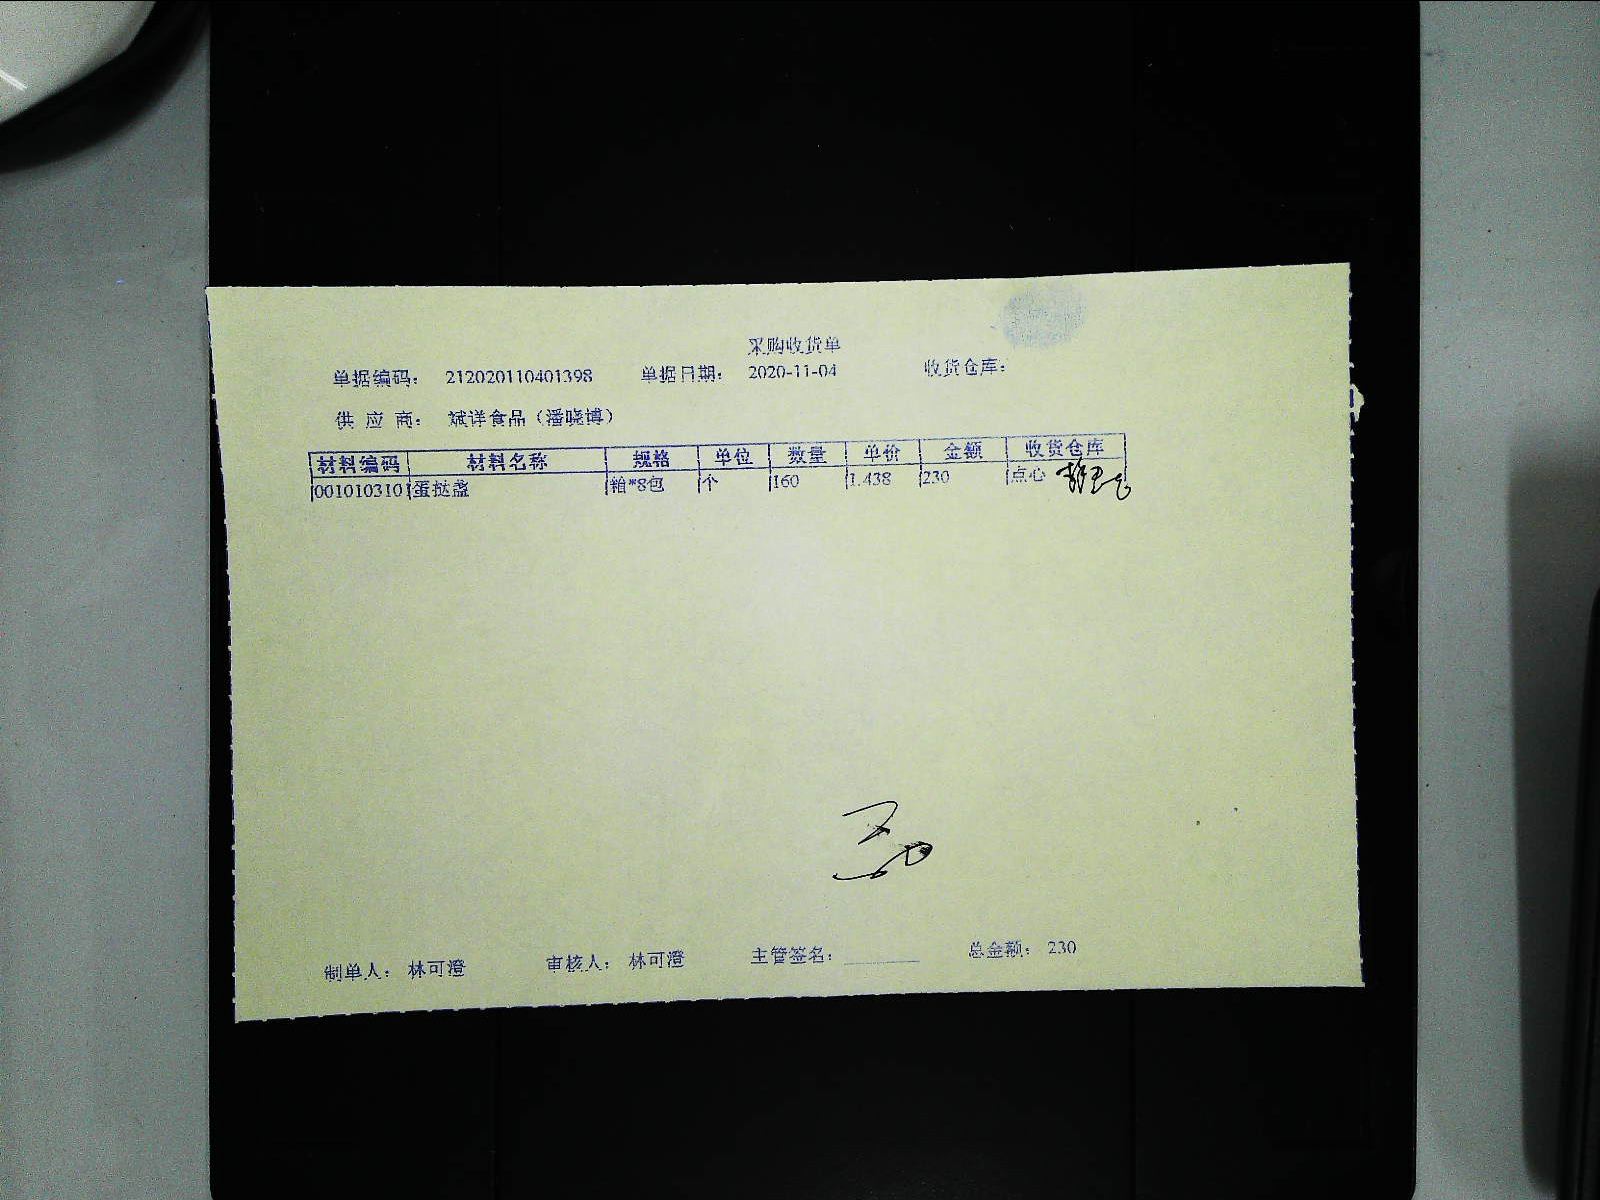 采购收货单
单据编码： 212020110401398 单据日期： 2020-11-04 收货仓库：
供 应 商： 斌详食品（潘晓博）
材料编码 材料名称 规格 单位 数量 单价 金额 收货仓库
001010310 蛋挞盏 箱*8包 个 160 1.438 230 点心
制单人： 林可澄 审核人： 林可澄 主管签名： 总金额： 230